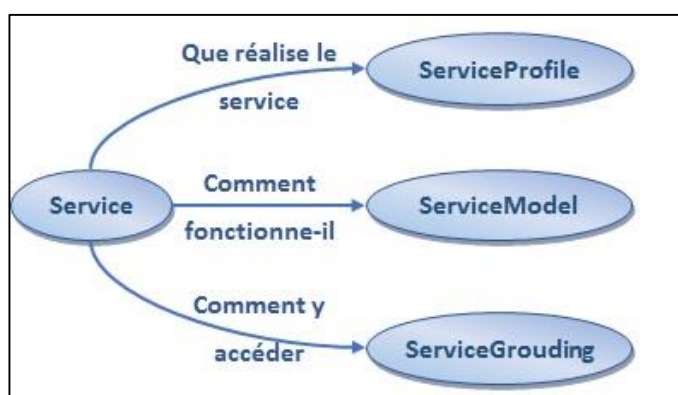 Que réalise le
service
ServiceProfile
Service
Comment
fonctionne-il
ServiceModel
Comment y
accéder
ServiceGrouding